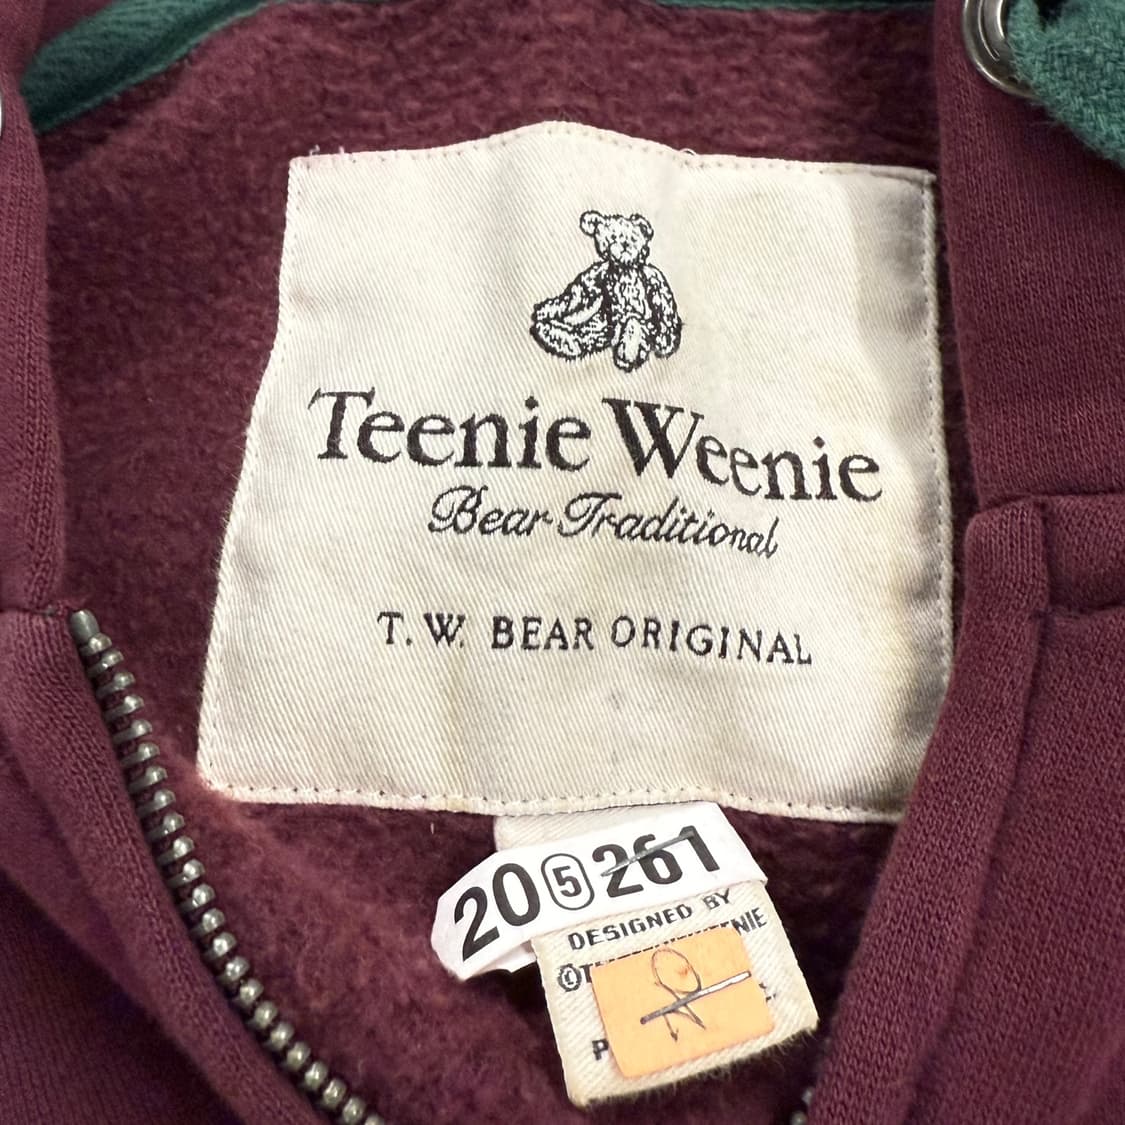 Teenie Weenie
Bear Traditional
T. W. BEAR ORIGINAL
20 5 261
DESIGNED BY